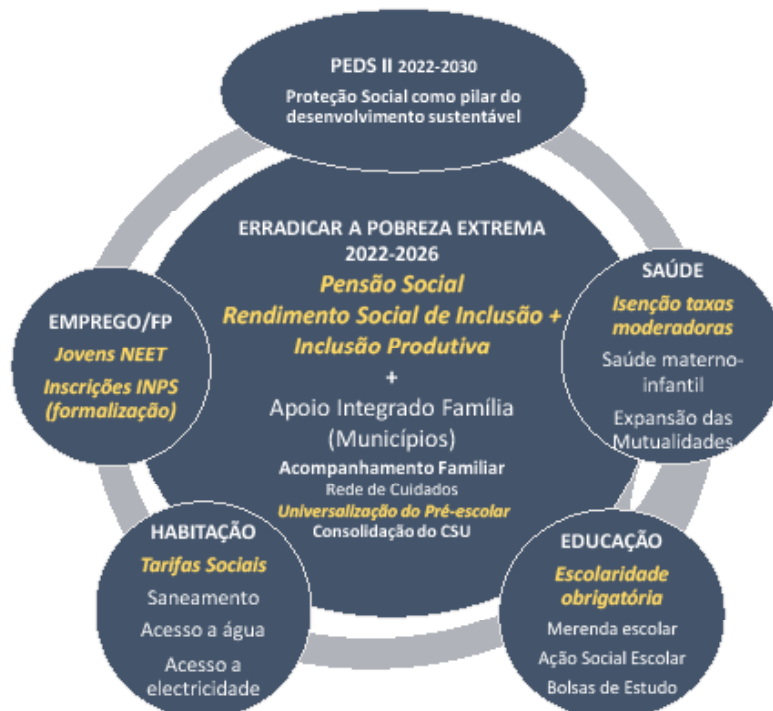 PEDS II 2022-2030
Proteção Social como pilar do
desenvolvimento sustentável
ERRADICAR A POBREZA EXTREMA
2022-2026
Pensão Social
Rendimento Social de Inclusão +
Inclusão Produtiva
+
Apoio Integrado Família
(Municípios)
Acompanhamento Familiar
Rede de Cuidados
Universalização do Pré-escolar
Consolidação do CSU
SAÚDE
Isenção taxas
moderadoras
Saúde materno-
infantil
Expansão das
Mutualidades
EDUCAÇÃO
Escolaridade
obrigatória
Merenda escolar
Ação Social Escolar
Bolsas de Estudo
HABITAÇÃO
Tarifas Sociais
Saneamento
Acesso a água
Acesso a
electricidade
EMPREGO/FP
Jovens NEET
Inscrições INPS
(formalização)